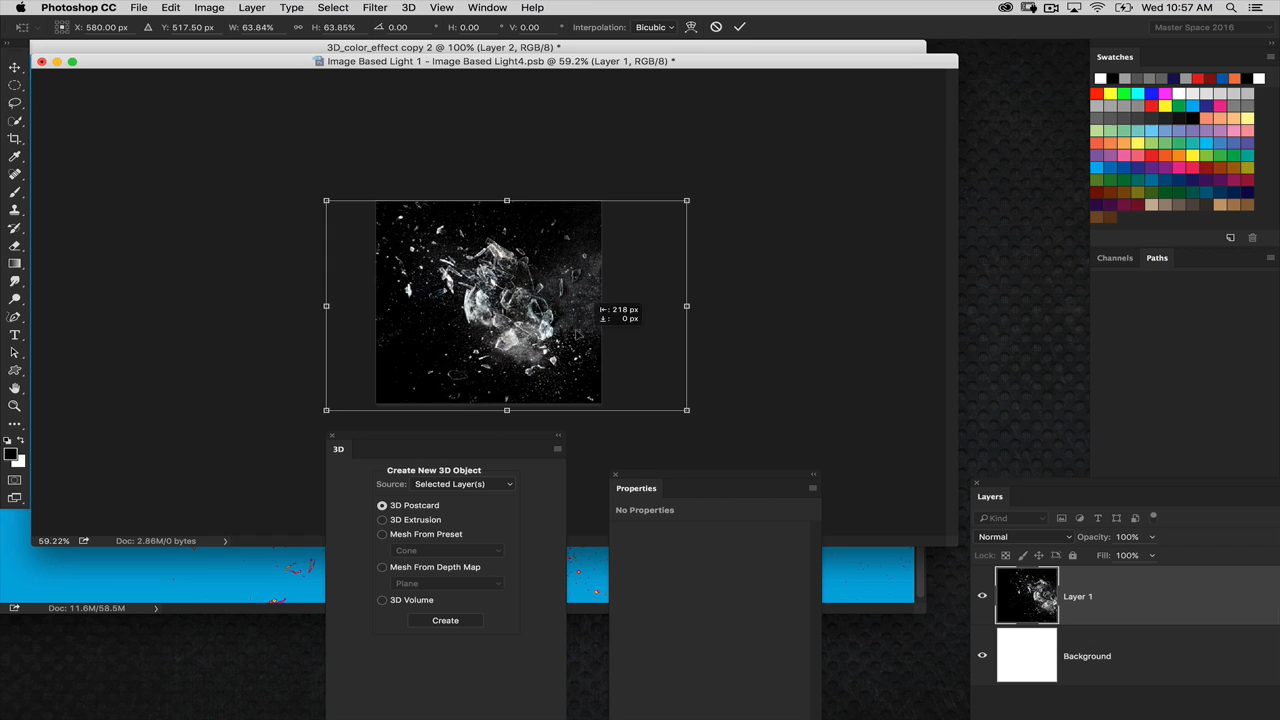 Photoshop CC File Edit Image Layer Type Select Filter 3D View Window Help Wed 10:57 AM
X: 580.00 px Y: 517.50 px W: 63.84% H: 63.85% 0.00 H: 0.00 V: 0.00 Interpolation: Bicubic Master Space 2016
3D_color_effect copy 2 @ 100% (Layer 2, RGB/8) *
Image Based Light 1 - Image Based Light4.psb @ 59.2% (Layer 1, RGB/8) *
Swatches
Channels Paths
: 218 px
: 0 px
3D
Create New 3D Object
Source: Selected Layer(s)
3D Postcard
3D Extrusion
Mesh From Preset
Cone
Mesh From Depth Map
Plane
3D Volume
Create
Properties
No Properties
Layers
Kind
Normal Opacity: 100%
Lock: Fill: 100%
Layer 1
Background
59.22% Doc: 2.86M/0 bytes
Doc: 11.6M/58.5M